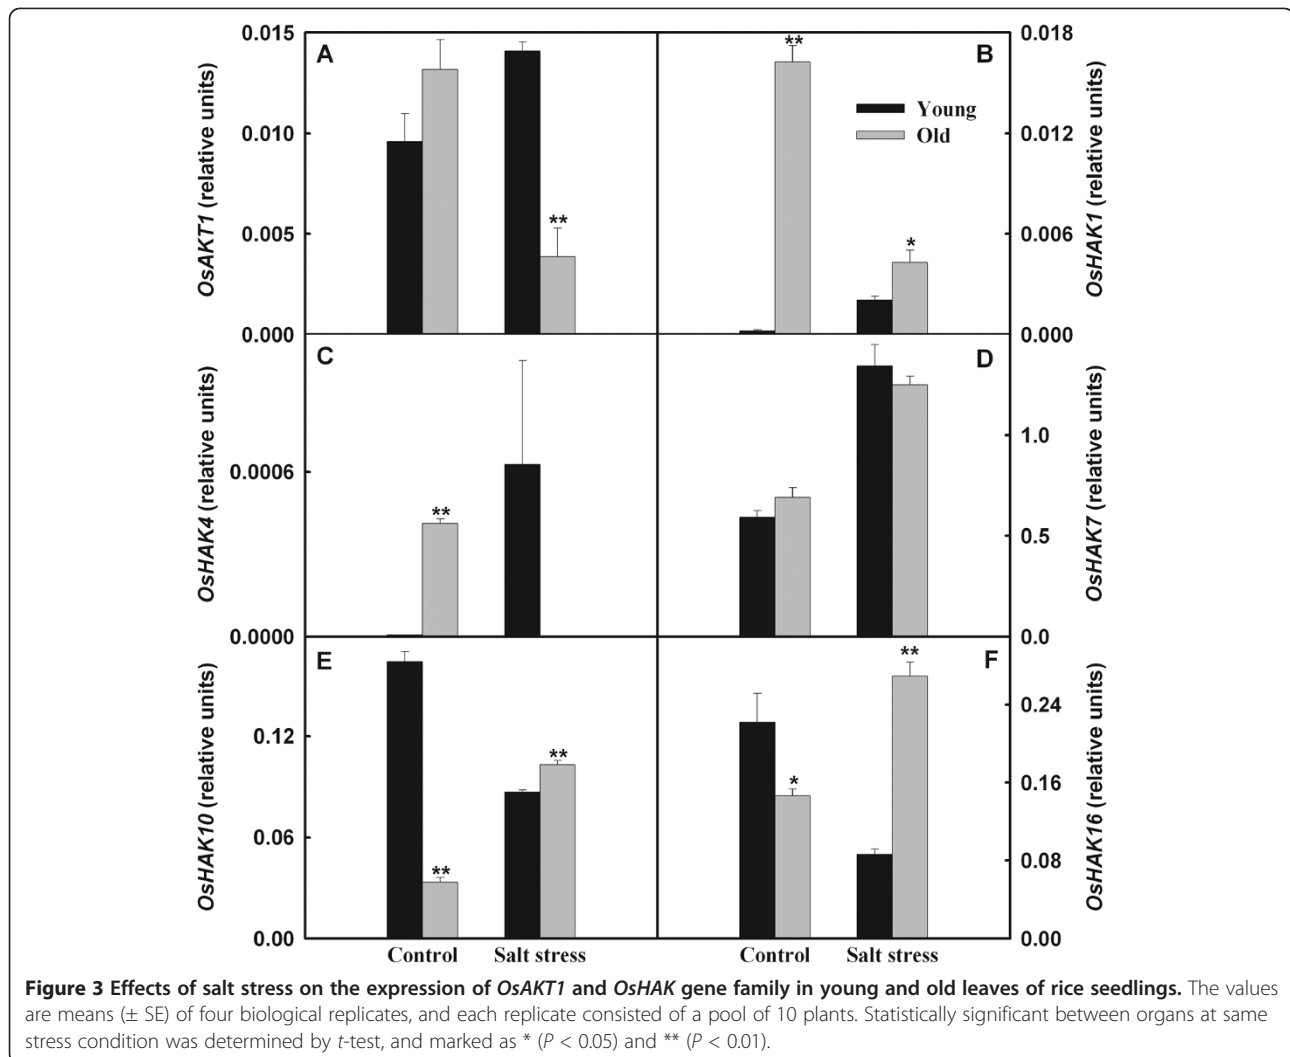 A
B
0.015
0.010
0.005
0.000
OsAKT1 (relative units)
**
**
*
Young
Old
0.018
0.012
0.006
0.000
OsHAK1 (relative units)
C
D
0.0006
0.0000
OsHAK4 (relative units)
**
1.0
0.5
0.0
OsHAK7 (relative units)
E
F
0.12
0.06
0.00
OsHAK10 (relative units)
**
**
*
**
0.24
0.16
0.08
0.00
OsHAK16 (relative units)
Control Salt stress Control Salt stress
Figure 3 Effects of salt stress on the expression of OsAKT1 and OsHAK gene family in young and old leaves of rice seedlings. The values
are means (± SE) of four biological replicates, and each replicate consisted of a pool of 10 plants. Statistically significant between organs at same
stress condition was determined by t-test, and marked as * (P < 0.05) and ** (P < 0.01).